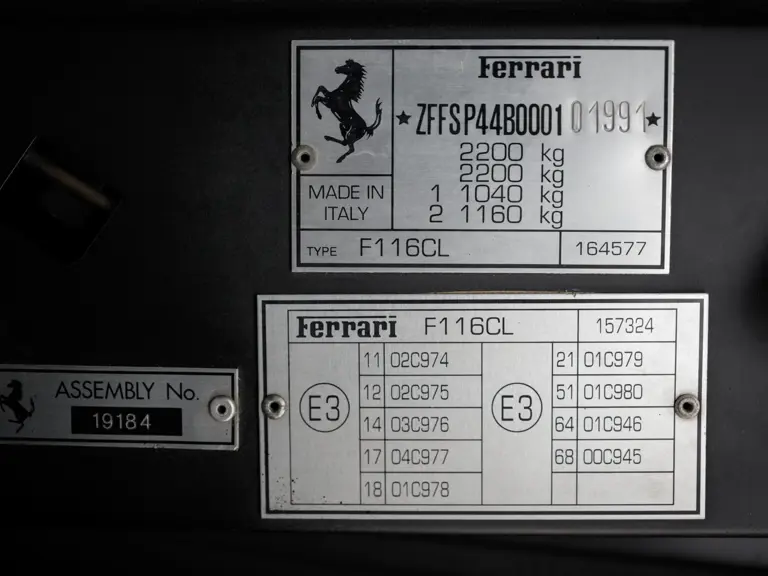 Ferrari
★ZFFSP44B000101991★
2200 kg
2200 kg
1 1040 kg
2 1160 kg
MADE IN
ITALY
TYPE F116CL 164577
Ferrari F116CL 157324
E3
11 02C974
12 02C975
14 03C976
17 04C977
18 01C978
E3
21 01C979
51 01C980
64 01C946
68 00C945
ASSEMBLY No.
19184